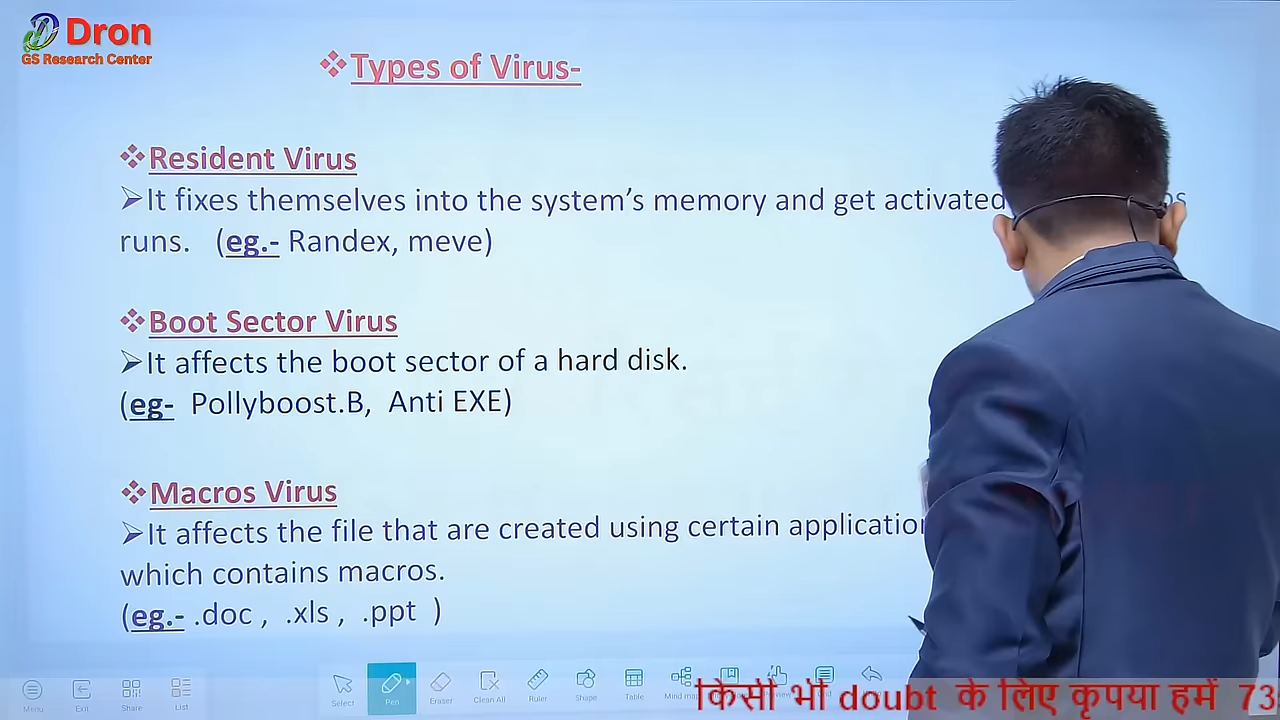 Dron
GS Research Center
❖Types of Virus-
❖Resident Virus
➢It fixes themselves into the system’s memory and get activated
runs. (eg.- Randex, meve)
❖Boot Sector Virus
➢It affects the boot sector of a hard disk.
(eg- Pollyboost.B, Anti EXE)
❖Macros Virus
➢It affects the file that are created using certain
which contains macros.
(eg.- .doc , .xls , .ppt )
Menu Exit Share List Select Pen Eraser Clean All Ruler Shape Table Mind
किसी भी doubt के लिए कृपया हमें 73